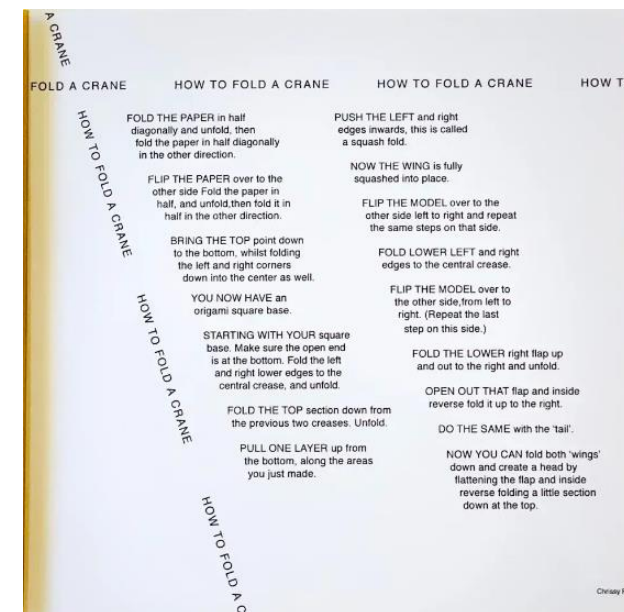 A CRANE
FOLD A CRANE
HOW TO FOLD A CRANE
HOW TO FOLD A CRANE
HOW T
HOW TO FOLD A CRANE
HOW TO FOLD A CRANE
HOW TO FOLD A C
FOLD THE PAPER in half
diagonally and unfold, then
fold the paper in half diagonally
in the other direction.
FLIP THE PAPER over to the
other side Fold the paper in
half, and unfold,then fold it in
half in the other direction.
BRING THE TOP point down
to the bottom, whilst folding
the left and right corners
down into the center as well.
YOU NOW HAVE an
origami square base.
STARTING WITH YOUR square
base. Make sure the open end
is at the bottom. Fold the left
and right lower edges to the
central crease, and unfold.
FOLD THE TOP section down from
the previous two creases. Unfold.
PULL ONE LAYER up from
the bottom, along the areas
you just made.
PUSH THE LEFT and right
edges inwards, this is called
a squash fold.
NOW THE WING is fully
squashed into place.
FLIP THE MODEL over to the
other side left to right and repeat
the same steps on that side.
FOLD LOWER LEFT and right
edges to the central crease.
FLIP THE MODEL over to
the other side,from left to
right. (Repeat the last
step on this side.)
FOLD THE LOWER right flap up
and out to the right and unfold.
OPEN OUT THAT flap and inside
reverse fold it up to the right.
DO THE SAME with the 'tail'.
NOW YOU CAN fold both 'wings'
down and create a head by
flattening the flap and inside
reverse folding a little section
down at the top.
Chrissy